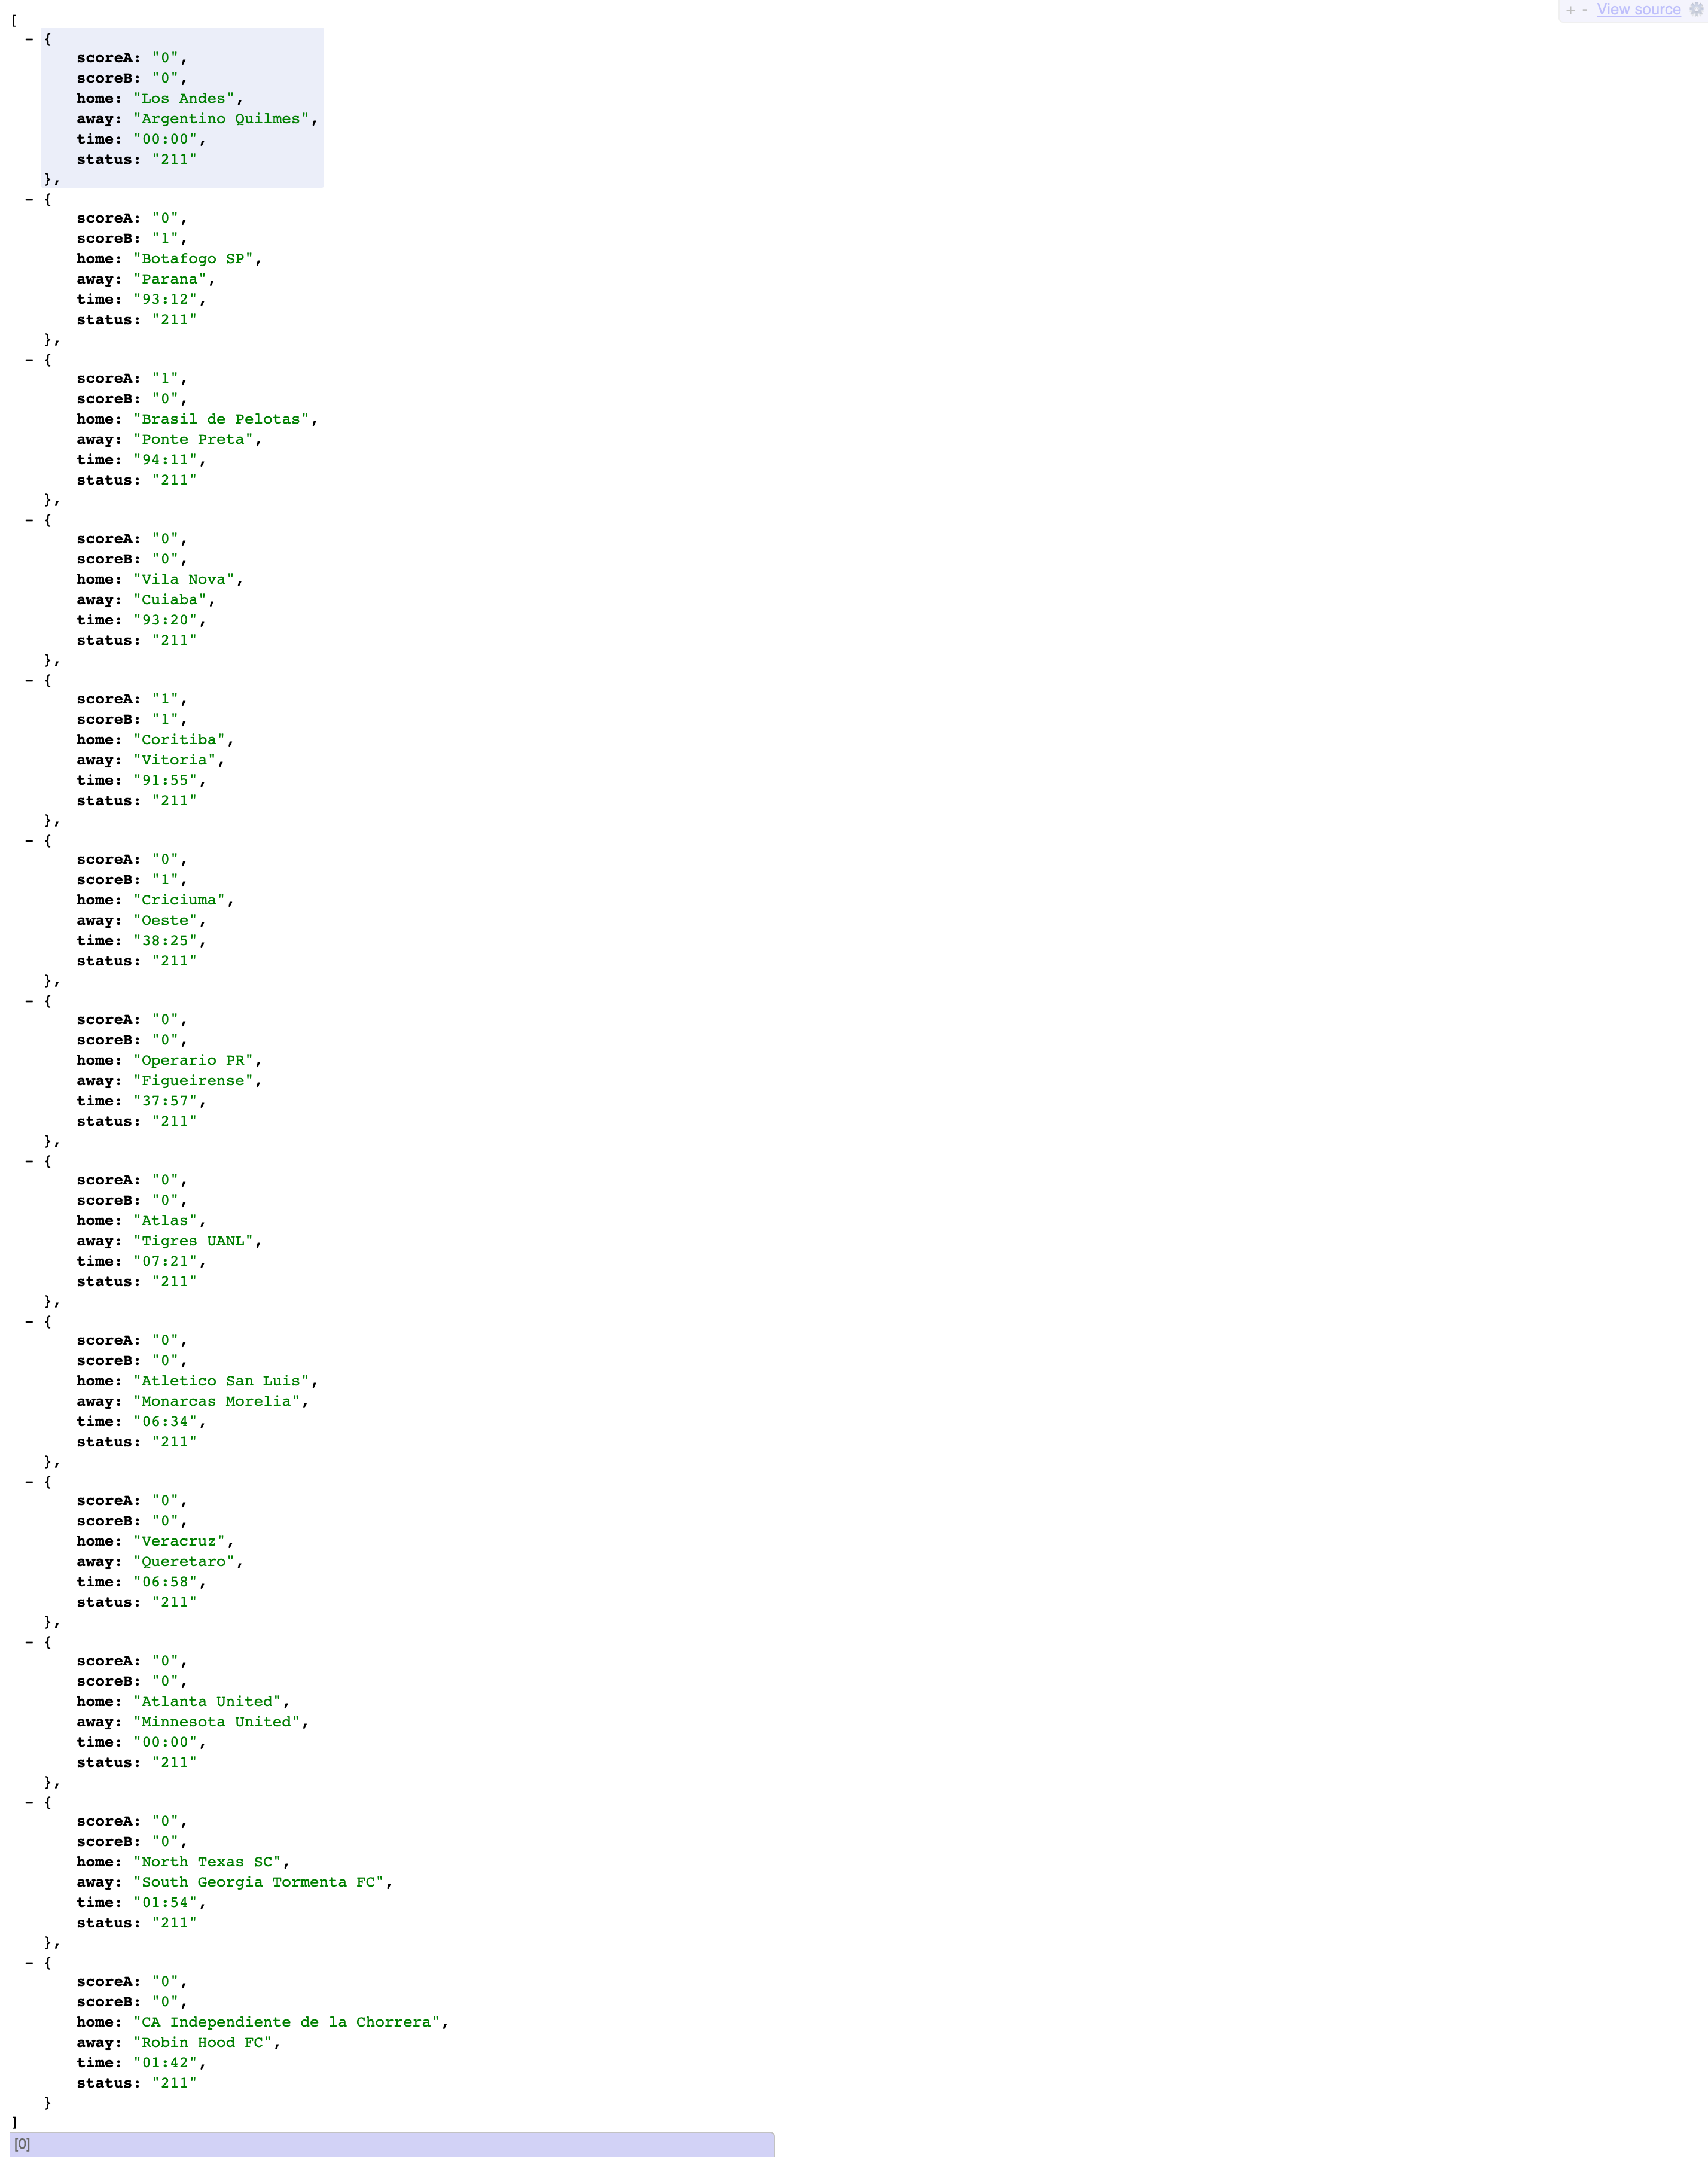 + - View source
[
- {
scoreA: "0",
scoreB: "0",
home: "Los Andes",
away: "Argentino Quilmes",
time: "00:00",
status: "211"
},
- {
scoreA: "0",
scoreB: "1",
home: "Botafogo SP",
away: "Parana",
time: "93:12",
status: "211"
},
- {
scoreA: "1",
scoreB: "0",
home: "Brasil de Pelotas",
away: "Ponte Preta",
time: "94:11",
status: "211"
},
- {
scoreA: "0",
scoreB: "0",
home: "Vila Nova",
away: "Cuiaba",
time: "93:20",
status: "211"
},
- {
scoreA: "1",
scoreB: "1",
home: "Coritiba",
away: "Vitoria",
time: "91:55",
status: "211"
},
- {
scoreA: "0",
scoreB: "1",
home: "Criciuma",
away: "Oeste",
time: "38:25",
status: "211"
},
- {
scoreA: "0",
scoreB: "0",
home: "Operario PR",
away: "Figueirense",
time: "37:57",
status: "211"
},
- {
scoreA: "0",
scoreB: "0",
home: "Atlas",
away: "Tigres UANL",
time: "07:21",
status: "211"
},
- {
scoreA: "0",
scoreB: "0",
home: "Atletico San Luis",
away: "Monarcas Morelia",
time: "06:34",
status: "211"
},
- {
scoreA: "0",
scoreB: "0",
home: "Veracruz",
away: "Queretaro",
time: "06:58",
status: "211"
},
- {
scoreA: "0",
scoreB: "0",
home: "Atlanta United",
away: "Minnesota United",
time: "00:00",
status: "211"
},
- {
scoreA: "0",
scoreB: "0",
home: "North Texas SC",
away: "South Georgia Tormenta FC",
time: "01:54",
status: "211"
},
- {
scoreA: "0",
scoreB: "0",
home: "CA Independiente de la Chorrera",
away: "Robin Hood FC",
time: "01:42",
status: "211"
}
]
[0]